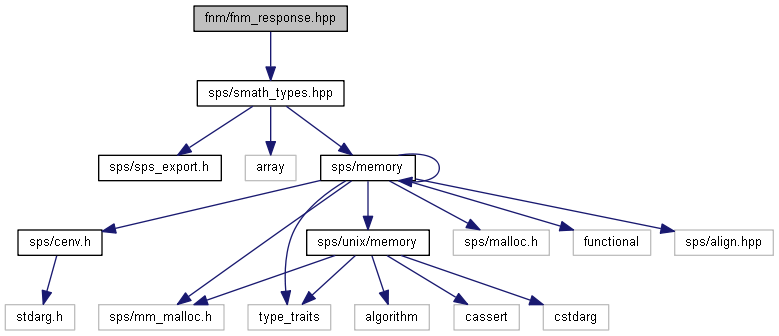 fnm/fnm_response.hpp
sps/smath_types.hpp
sps/sps_export.h
array
sps/memory
sps/cenv.h
sps/unix/memory
sps/malloc.h
functional
sps/align.hpp
stdarg.h
sps/mm_malloc.h
type_traits
algorithm
cassert
cstdarg